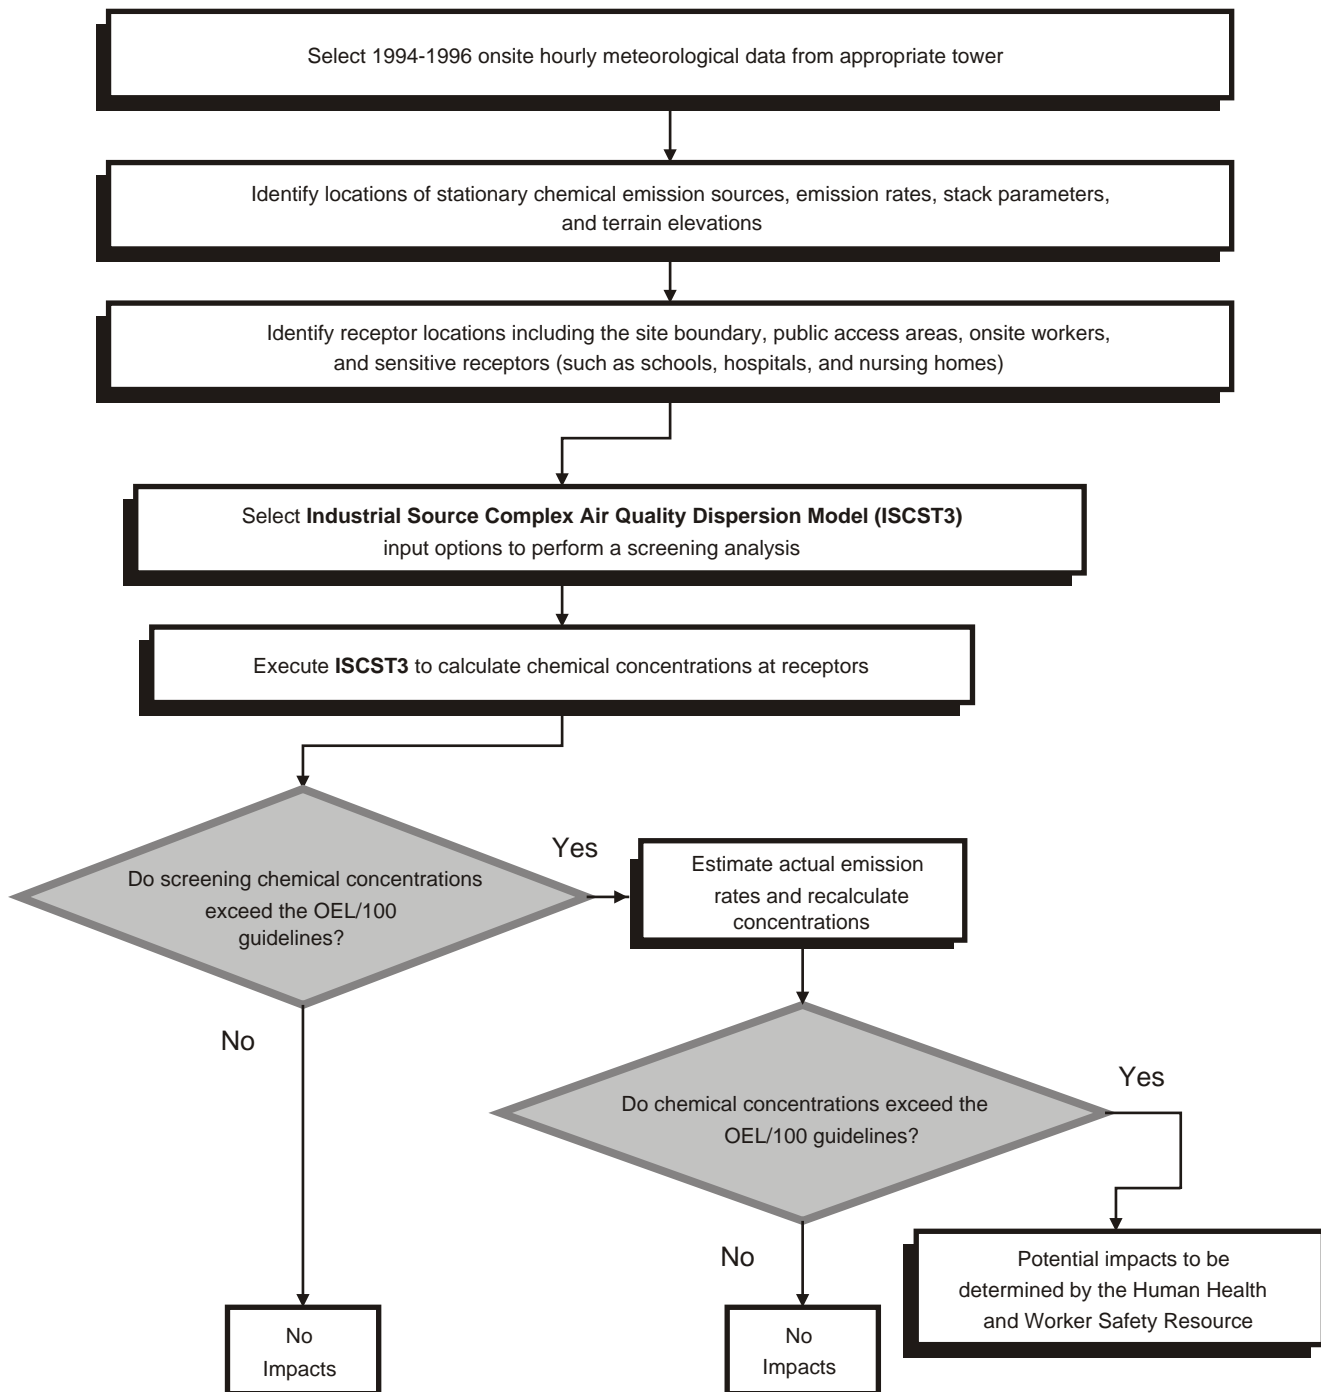 Select 1994-1996 onsite hourly meteorological data from appropriate tower
Identify locations of stationary chemical emission sources, emission rates, stack parameters,
and terrain elevations
Identify receptor locations including the site boundary, public access areas, onsite workers,
and sensitive receptors (such as schools, hospitals, and nursing homes)
Select Industrial Source Complex Air Quality Dispersion Model (ISCST3)
input options to perform a screening analysis
Execute ISCST3 to calculate chemical concentrations at receptors
Do screening chemical concentrations
exceed the OEL/100
guidelines?
Yes
Estimate actual emission
rates and recalculate
concentrations
No
Do chemical concentrations exceed the
OEL/100 guidelines?
Yes
No
Potential impacts to be
determined by the Human Health
and Worker Safety Resource
No
Impacts
No
Impacts